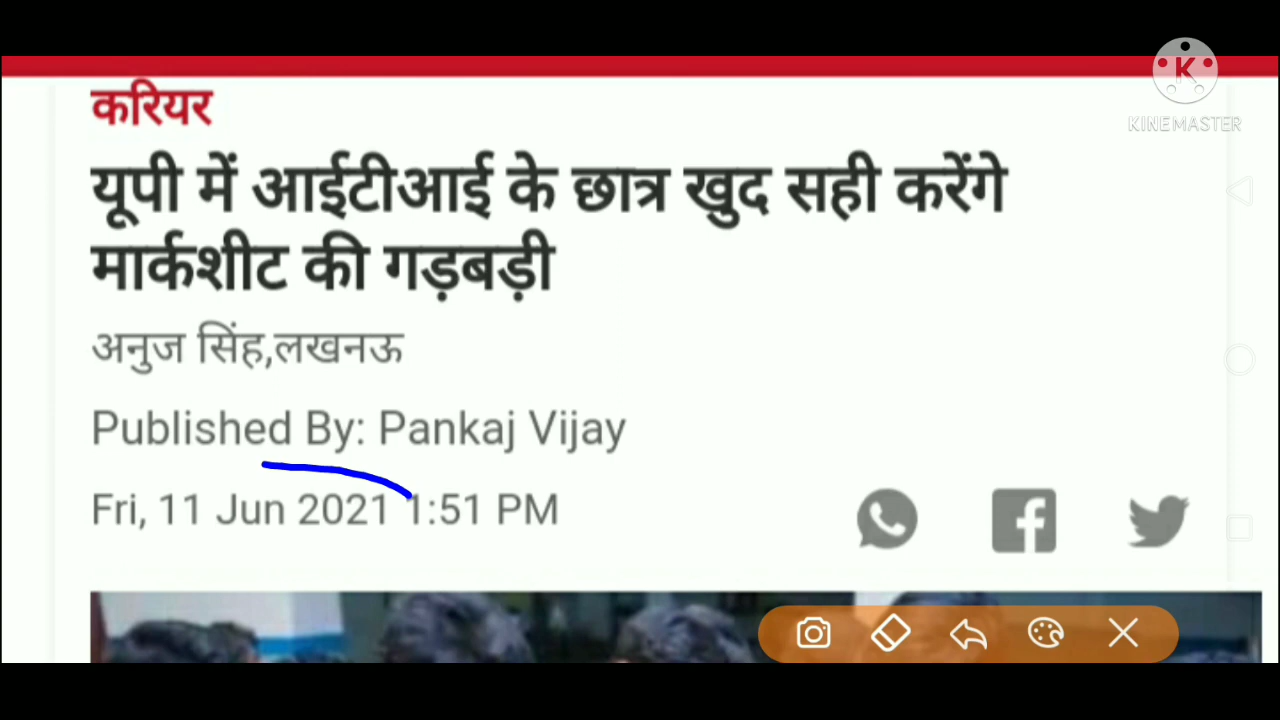 KINEMASTER
करियर
यूपी में आईटीआई के छात्र खुद सही करेंगे
मार्कशीट की गड़बड़ी
अनुज सिंह,लखनऊ
Published By: Pankaj Vijay
Fri, 11 Jun 2021 1:51 PM